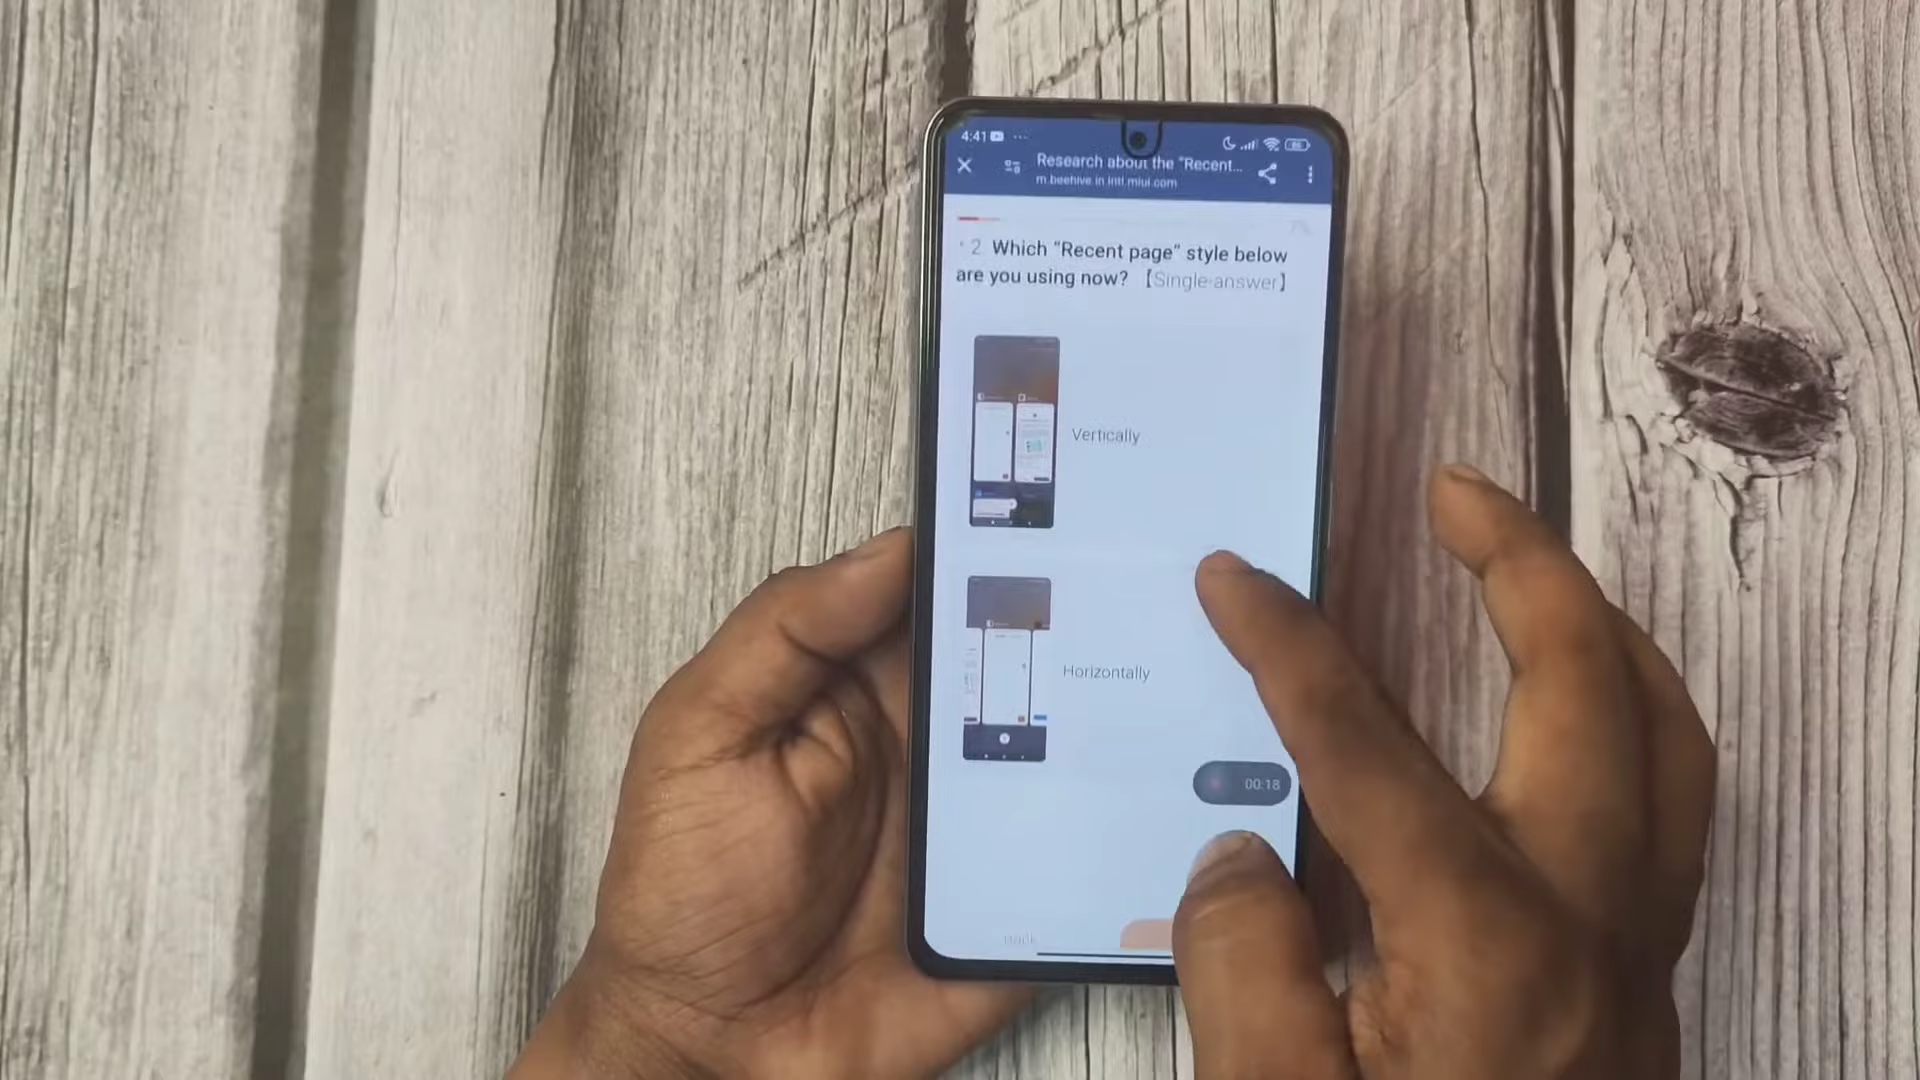 4:41
Research about the “Recent...
m.beehive.in.intl.miui.com
* 2. Which “Recent page” style below
are you using now? 【Single-answer】
Vertically
Horizontally
00:18
Back